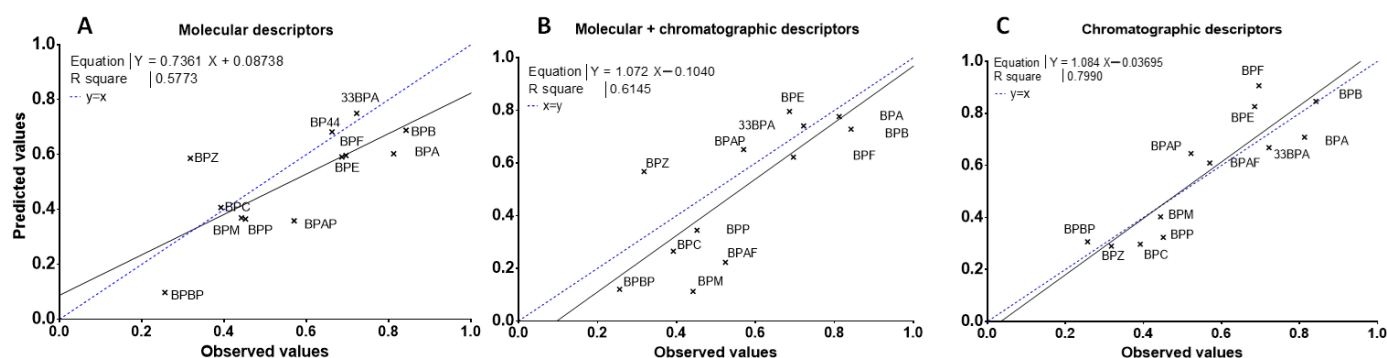 A
Molecular descriptors
Equation Y = 0.7361 X + 0.08738
R square 0.5773
y=x
Predicted values
1.0
0.8
0.6
0.4
0.2
0.0
33BPA
BP44
BPF
BPB
BPA
BPE
BPZ
BPC
BPM
BPP
BPAP
BPBP
0.0
0.2
0.4
0.6
0.8
1.0
Observed values
B
Molecular + chromatographic descriptors
Equation Y = 1.072 X−0.1040
R square 0.6145
x=y
1.0
0.8
0.6
0.4
0.2
0.0
BPE
33BPA
BPA
BPB
BPAP
BPF
BPZ
BPP
BPC
BPAF
BPBP
BPM
0.0
0.2
0.4
0.6
0.8
1.0
Observed values
C
Chromatographic descriptors
Equation Y = 1.084 X−0.03695
R square 0.7990
y=x
1.0
0.8
0.6
0.4
0.2
0.0
BPF
BPB
BPE
BPA
BPAP
33BPA
BPAF
BPM
BPP
BPBP
BPZ
BPC
0.0
0.2
0.4
0.6
0.8
1.0
Observed values